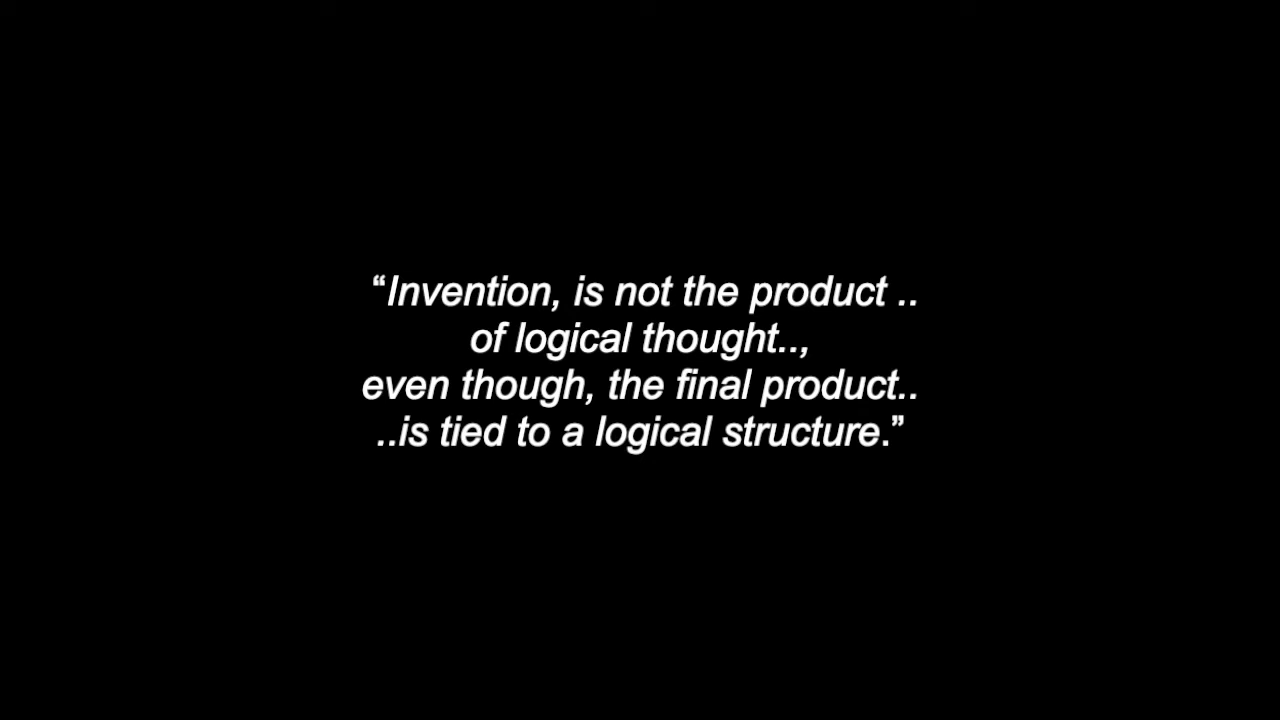 “Invention, is not the product ..
of logical thought..,
even though, the final product..
..is tied to a logical structure.”